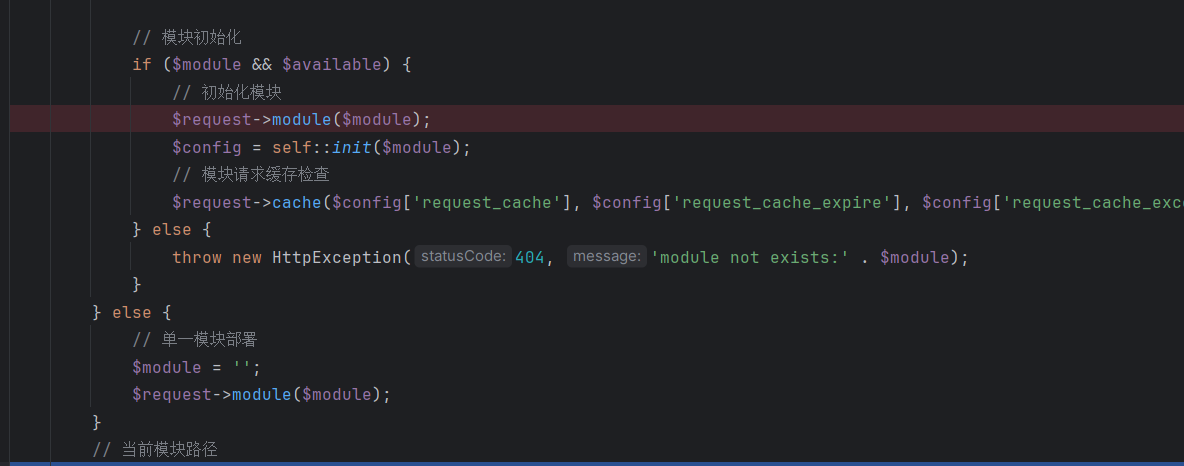 // 模块初始化
if ($module && $available) {
// 初始化模块
$request->module($module);
$config = self::init($module);
// 模块请求缓存检查
$request->cache($config['request_cache'], $config['request_cache_expire'], $config['request_cache_exce
} else {
throw new HttpException( statusCode: 404, message: 'module not exists:' . $module);
}
} else {
// 单一模块部署
$module = '';
$request->module($module);
}
// 当前模块路径